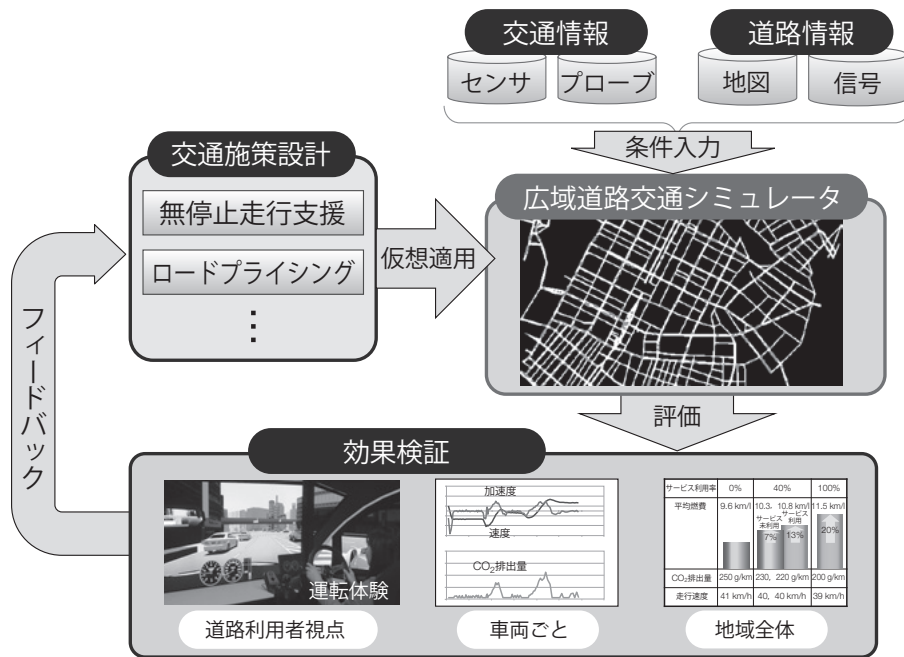 交通情報
道路情報
センサ
プローブ
地図
信号
条件入力
交通施策設計
無停止走行支援
ロードプライシング
⋮
仮想適用
広域道路交通シミュレータ
評価
フィードバック
効果検証
運転体験
道路利用者視点
加速度
速度
CO₂排出量
車両ごと
サービス利用率 0% 40% 100%
平均燃費 9.6 km/l 10.3，10.8 km/l 11.5 km/l
サービス未利用 サービス利用
7% 13% 20%
CO₂排出量 250 g/km 230，220 g/km 200 g/km
走行速度 41 km/h 40，40 km/h 39 km/h
地域全体